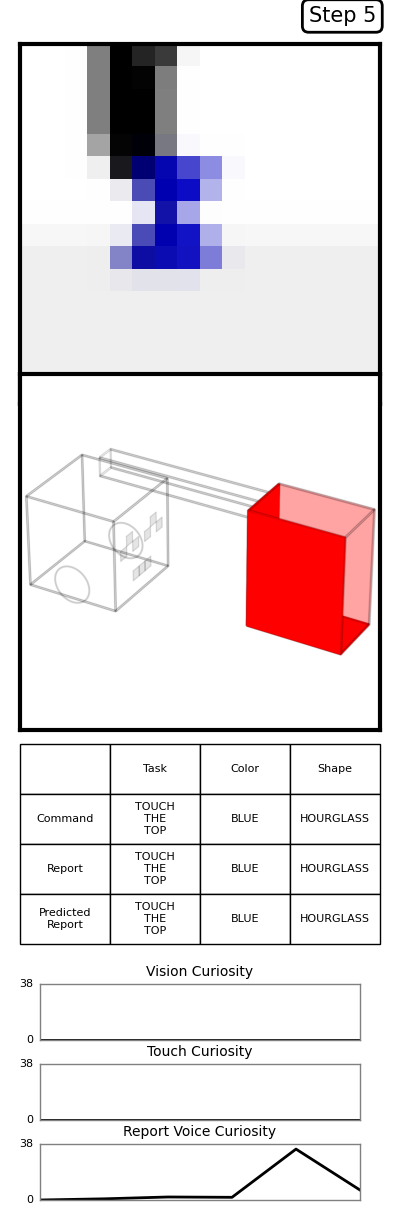 Step 5
Task Color Shape
Command TOUCH THE TOP BLUE HOURGLASS
Report TOUCH THE TOP BLUE HOURGLASS
Predicted Report TOUCH THE TOP BLUE HOURGLASS
Vision Curiosity
38
0
Touch Curiosity
38
0
Report Voice Curiosity
38
0